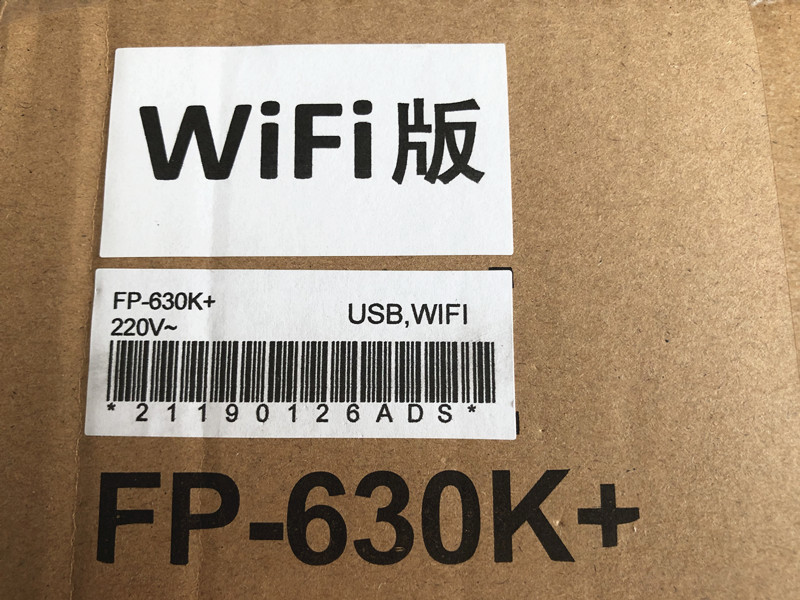 WiFi版
FP-630K+
220V~
USB,WIFI
*21190126ADS*
FP-630K+